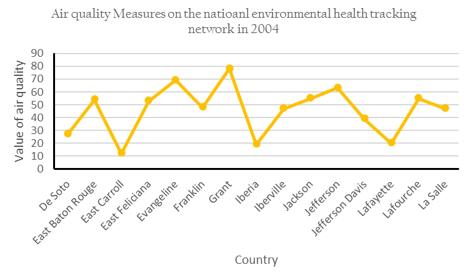 Air quality Measures on the natioanl environmental health tracking
network in 2004
Value of air quality
90
80
70
60
50
40
30
20
10
0
De Soto
East Baton Rouge
East Carroll
East Feliciana
Evangeline
Franklin
Grant
Iberia
Iberville
Jackson
Jefferson
Jefferson Davis
Lafayette
Lafourche
La Salle
Country